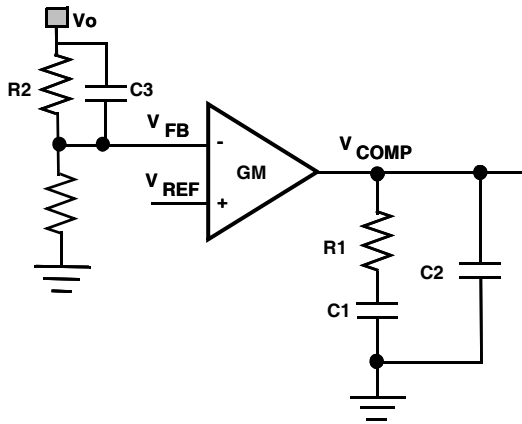 Vo
R2
C3
V FB
-
GM
V COMP
V REF
+
R1
C2
C1